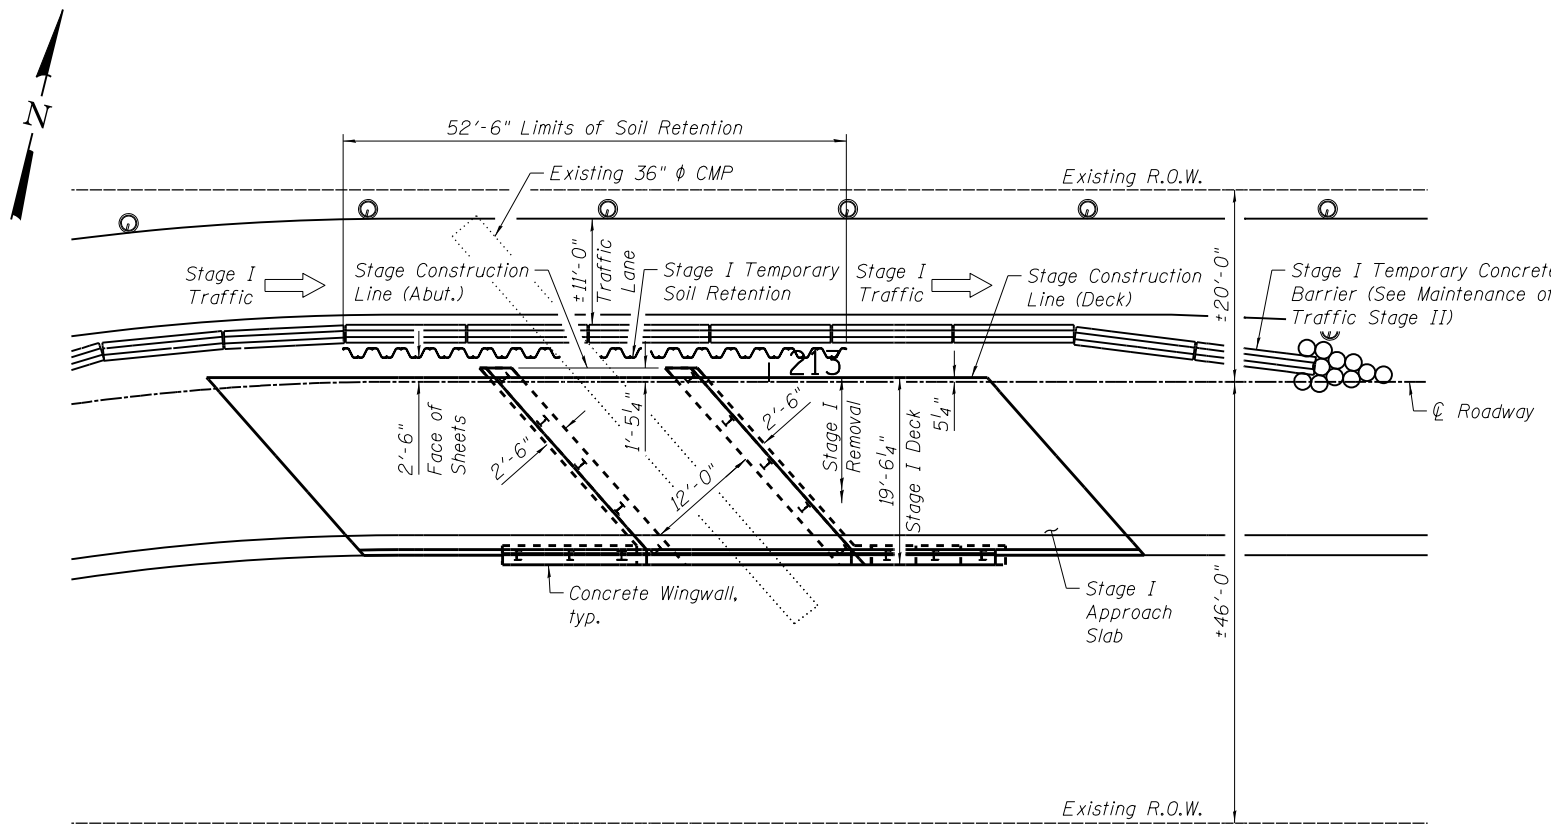 N
52'-6" Limits of Soil Retention
Existing 36" ϕ CMP
Existing R.O.W.
±11'-0"
Traffic
Lane
Stage I
Traffic
Stage Construction
Line (Abut.)
Stage I Temporary
Soil Retention
Stage I
Traffic
Stage Construction
Line (Deck)
±20'-0"
Stage I Temporary Concrete
Barrier (See Maintenance of
Traffic Stage II)
213
2'-6"
Face of
Sheets
2'-6"
1'-5¼"
12'-0"
2'-6"
Stage I
Removal
19'-6¼"
Stage I Deck
5¼"
℄ Roadway
Concrete Wingwall,
typ.
Stage I
Approach
Slab
±46'-0"
Existing R.O.W.